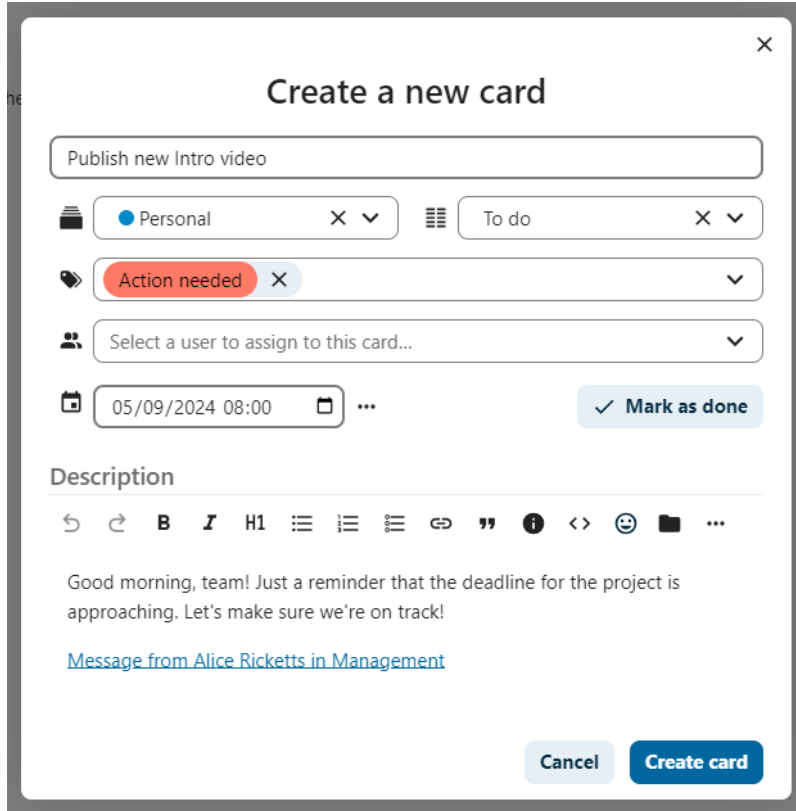 he
Create a new card
Publish new Intro video
Personal To do
Action needed
Select a user to assign to this card...
05/09/2024 08:00 Mark as done
Description
B I H1
Good morning, team! Just a reminder that the deadline for the project is
approaching. Let's make sure we're on track!
Message from Alice Ricketts in Management
Cancel Create card